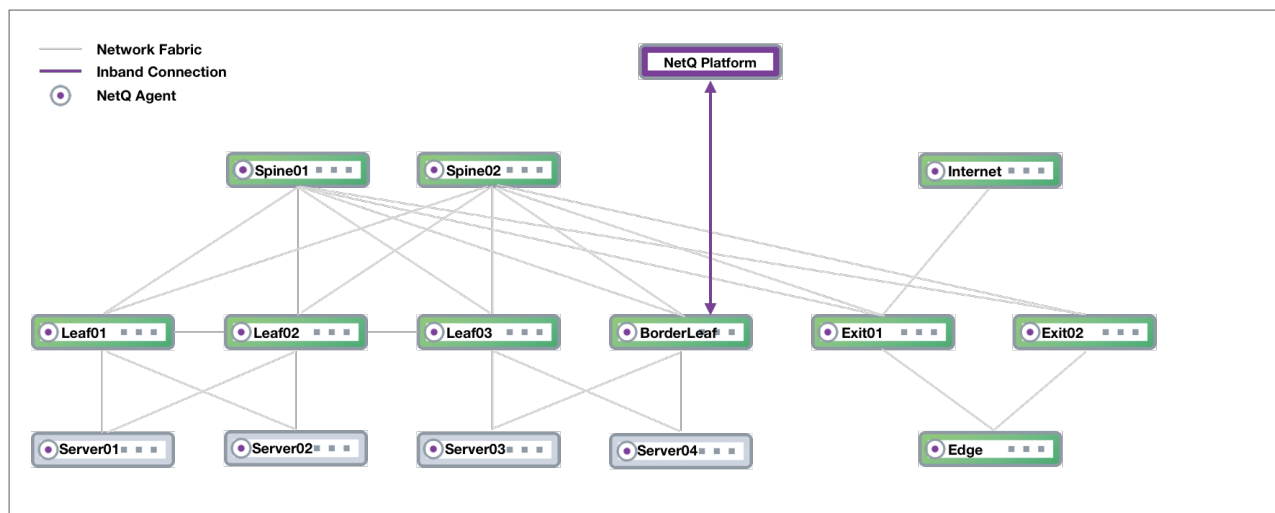 Network Fabric
Inband Connection
NetQ Agent
NetQ Platform
Spine01
Spine02
Internet
Leaf01
Leaf02
Leaf03
BorderLeaf
Exit01
Exit02
Server01
Server02
Server03
Server04
Edge